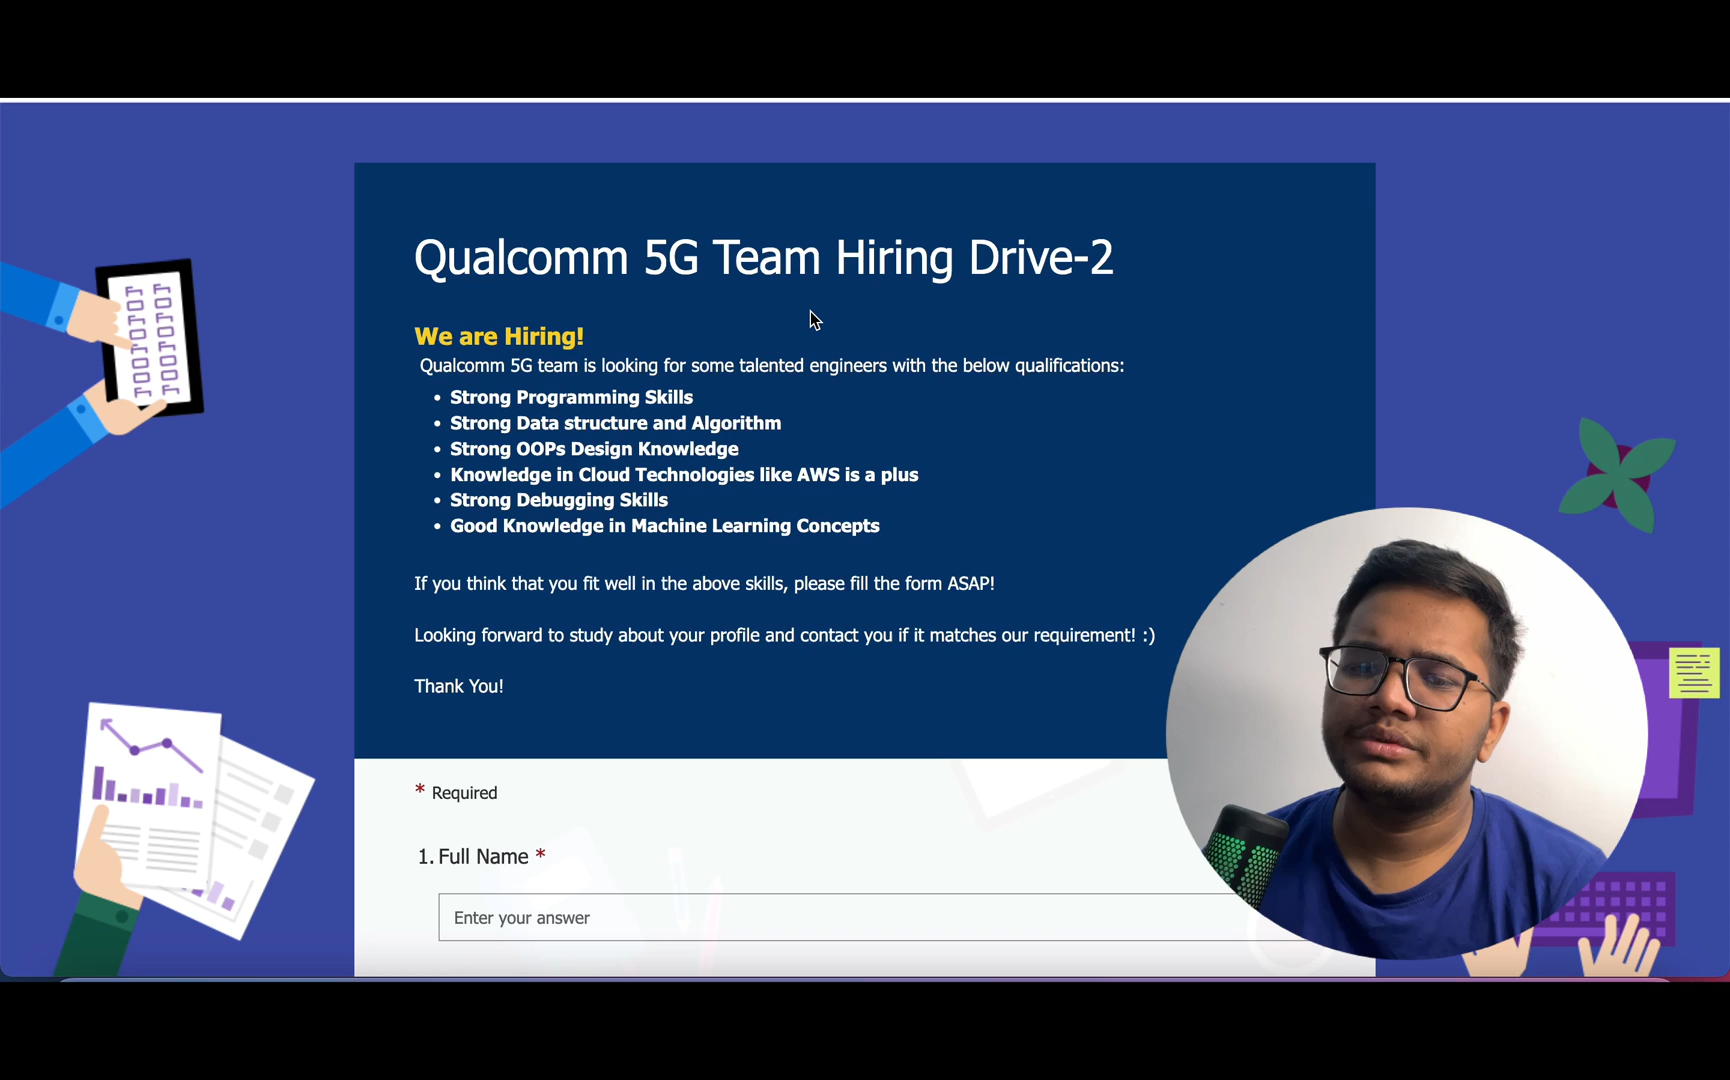 Qualcomm 5G Team Hiring Drive-2
We are Hiring!
Qualcomm 5G team is looking for some talented engineers with the below qualifications:
• Strong Programming Skills
• Strong Data structure and Algorithm
• Strong OOPs Design Knowledge
• Knowledge in Cloud Technologies like AWS is a plus
• Strong Debugging Skills
• Good Knowledge in Machine Learning Concepts
If you think that you fit well in the above skills, please fill the form ASAP!
Looking forward to study about your profile and contact you if it matches our requirement! :)
Thank You!
* Required
1. Full Name *
Enter your answer